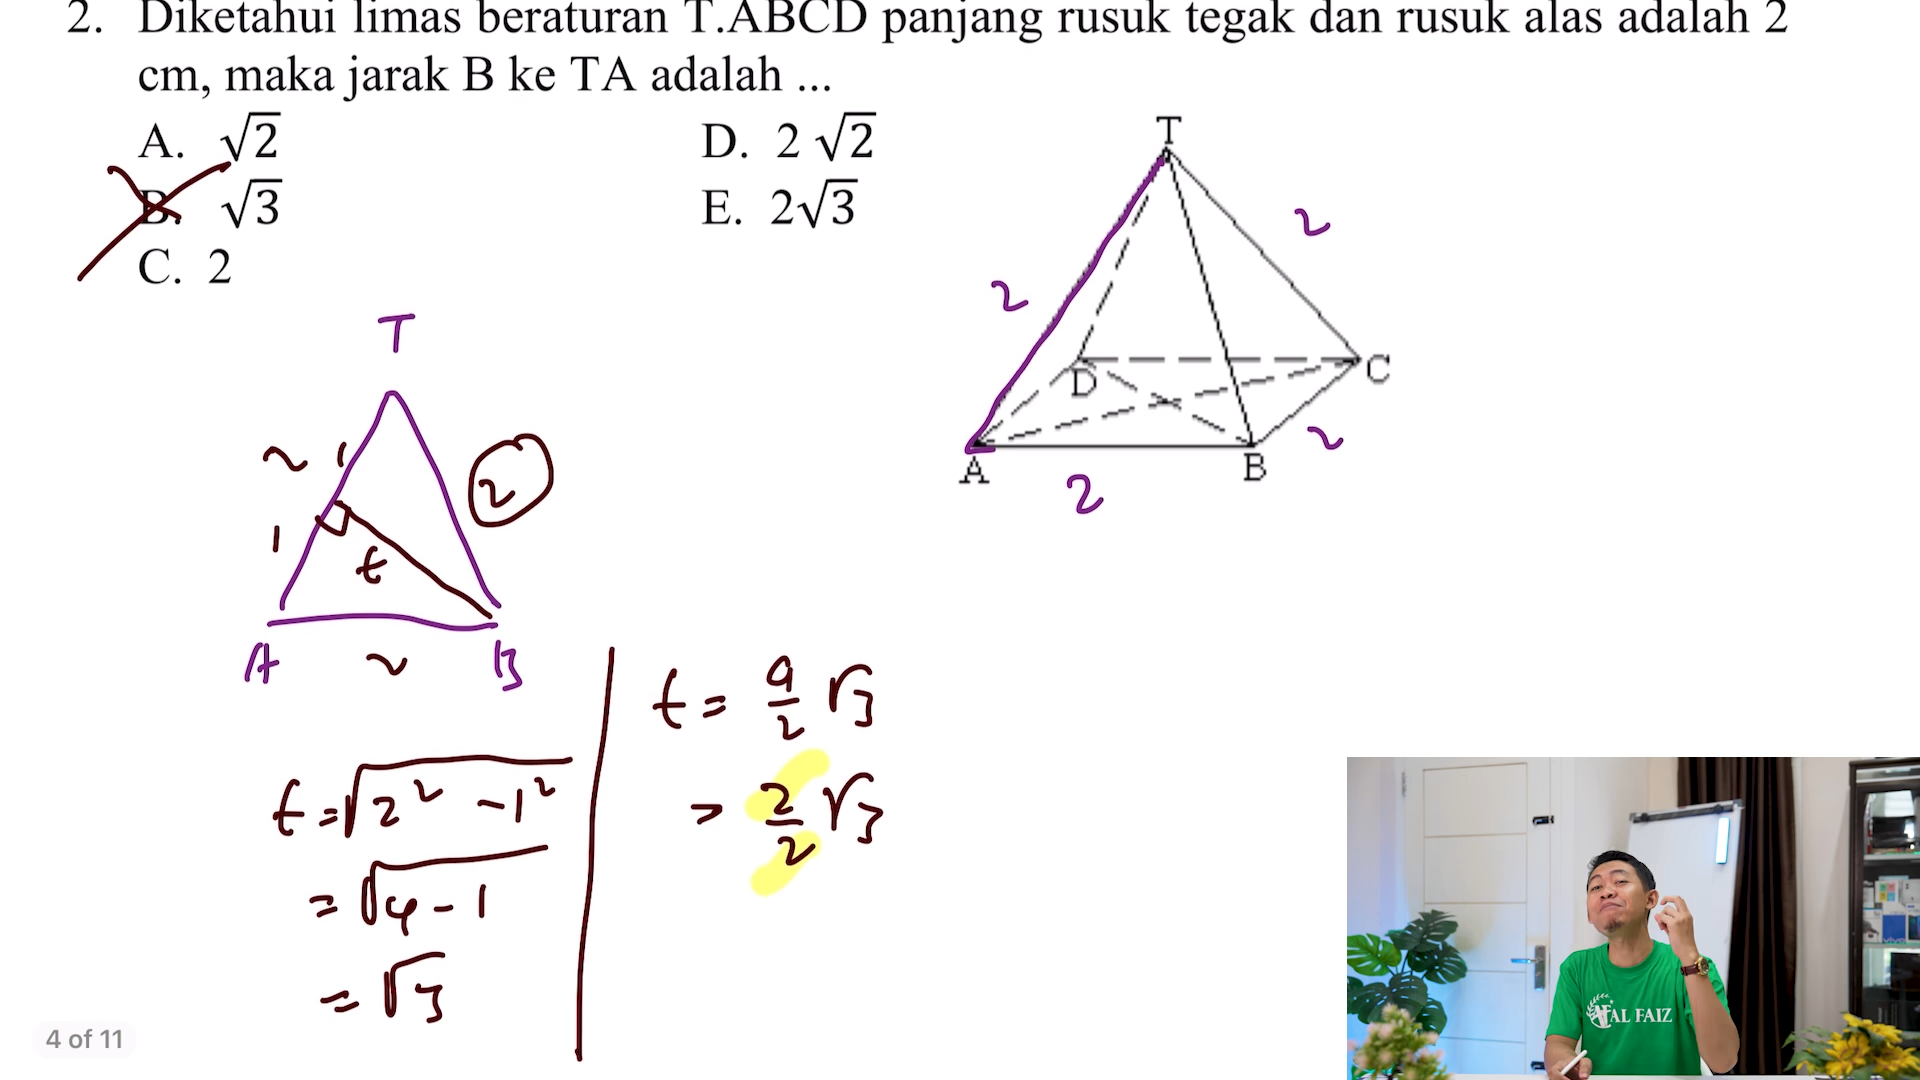 2. Diketahui limas beraturan T.ABCD panjang rusuk tegak dan rusuk alas adalah 2
cm, maka jarak B ke TA adalah ...
A. √2
B. √3
C. 2
D. 2 √2
E. 2√3
T
2
2
D
C
A
B
2
2
T
2
1
2
1
t
A
2
B
t = √2² - 1²
= √4 - 1
= √3
t = a/2 √3
= 2/2 √3
AL FAIZ
4 of 11